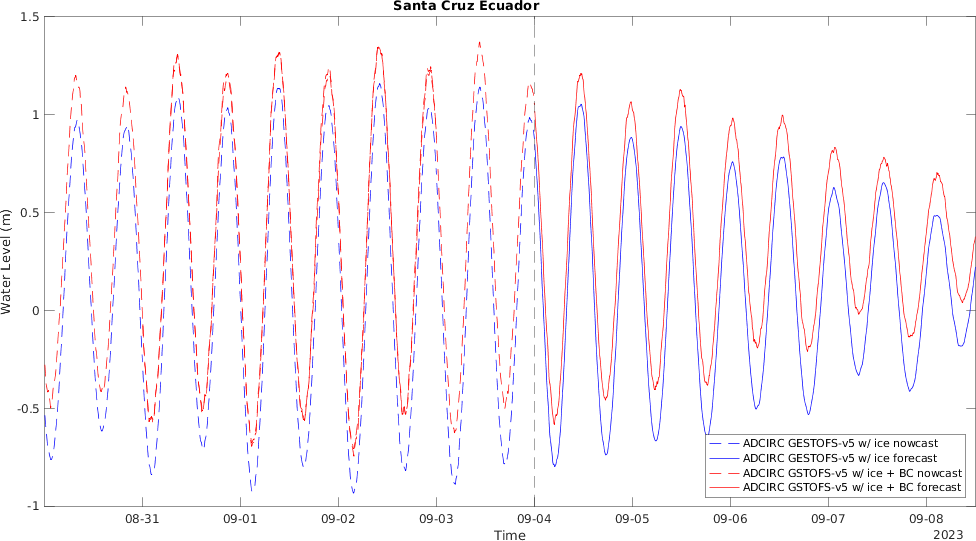 Santa Cruz Ecuador
1.5
1
0.5
0
-0.5
-1
Water Level (m)
08-31
09-01
09-02
09-03
09-04
09-05
09-06
09-07
09-08
Time
2023
ADCIRC GESTOFS-v5 w/ ice nowcast
ADCIRC GESTOFS-v5 w/ ice forecast
ADCIRC GSTOFS-v5 w/ ice + BC nowcast
ADCIRC GSTOFS-v5 w/ ice + BC forecast